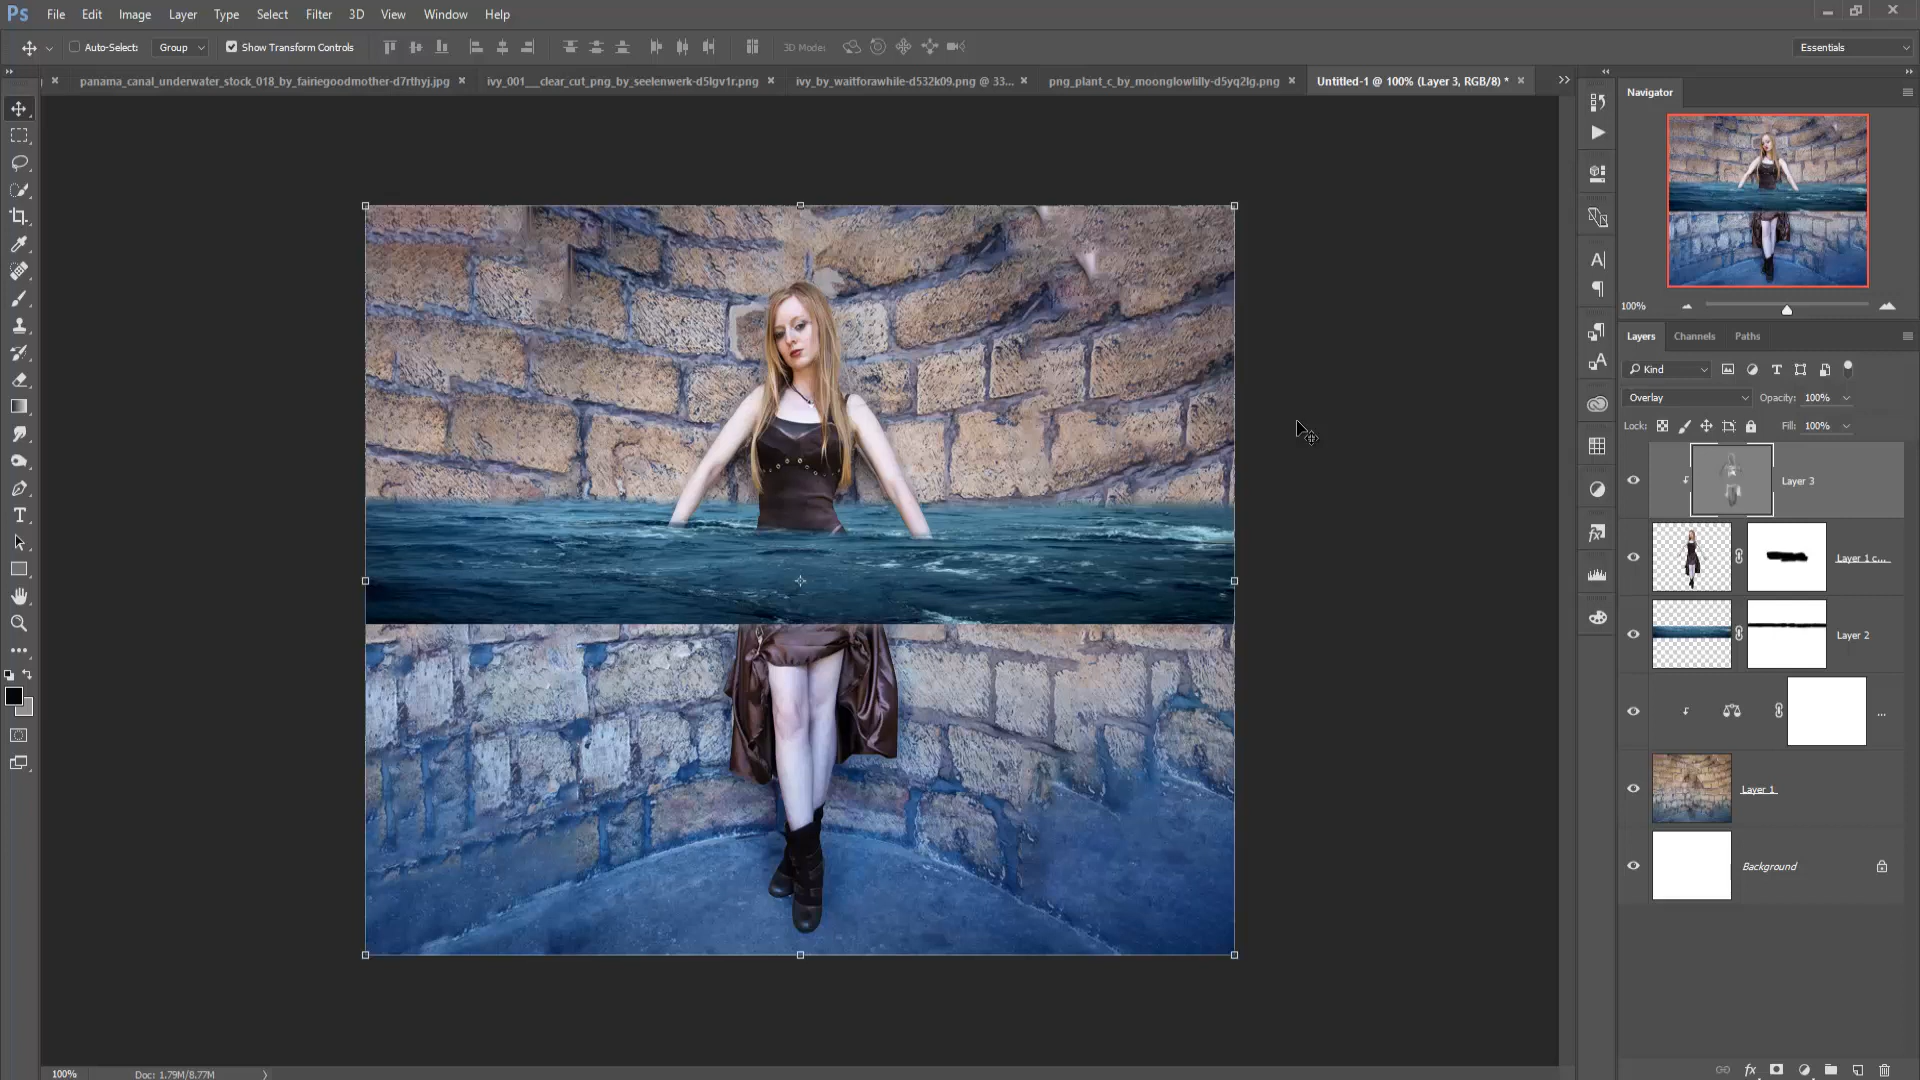 Ps File Edit Image Layer Type Select Filter 3D View Window Help
Auto-Select: Group Show Transform Controls 3D Mode: Essentials
panama_canal_underwater_stock_018_by_fairiegoodmother-d7rthyj.jpg × ivy_001__clear_cut_png_by_seelenwerk-d5lgv1r.png × ivy_by_waitforawhile-d532k09.png @ 33... × png_plant_c_by_moonglowlilly-d5yq2lg.png × Untitled-1 @ 100% (Layer 3, RGB/8) * ×
Navigator
100%
Layers Channels Paths
Kind
Overlay Opacity: 100%
Lock: Fill: 100%
Layer 3
Layer 1 c...
Layer 2
...
Layer 1
Background
100% Doc: 1.79M/8.77M